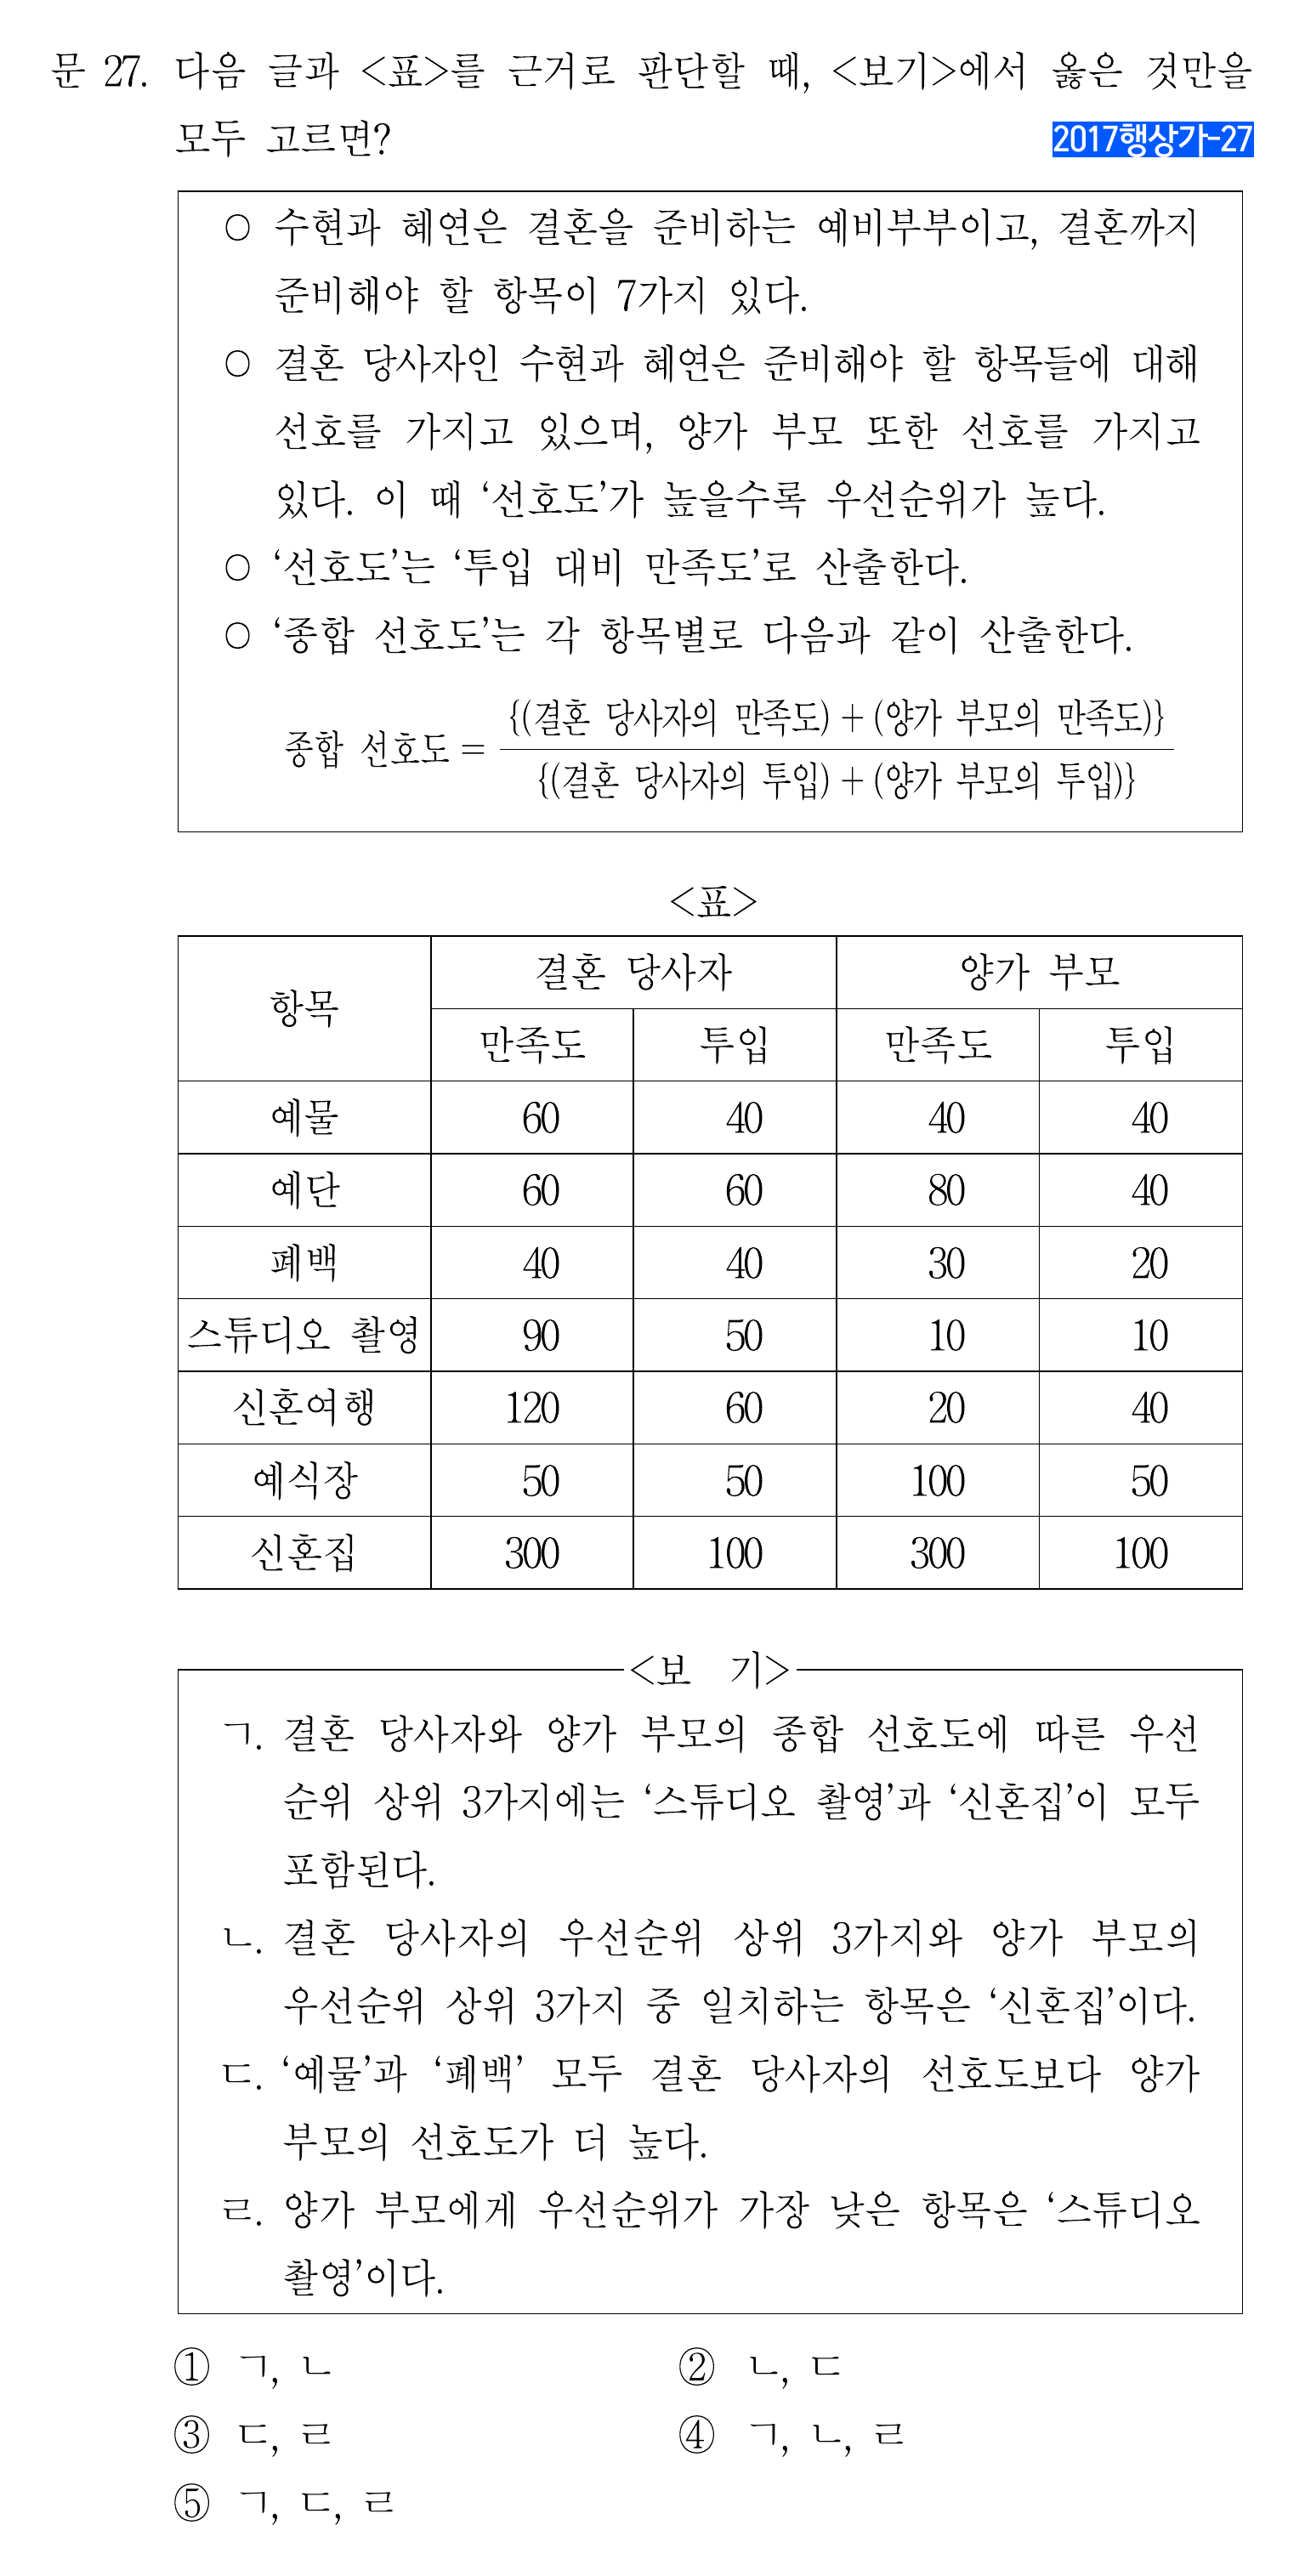 문 27. 다음 글과 <표>를 근거로 판단할 때, <보기>에서 옳은 것만을
모두 고르면?
2017행상가-27
○ 수현과 혜연은 결혼을 준비하는 예비부부이고, 결혼까지
준비해야 할 항목이 7가지 있다.
○ 결혼 당사자인 수현과 혜연은 준비해야 할 항목들에 대해
선호를 가지고 있으며, 양가 부모 또한 선호를 가지고
있다. 이 때 ‘선호도’가 높을수록 우선순위가 높다.
○ ‘선호도’는 ‘투입 대비 만족도’로 산출한다.
○ ‘종합 선호도’는 각 항목별로 다음과 같이 산출한다.
{(결혼 당사자의 만족도) + (양가 부모의 만족도)}
종합 선호도 =
{(결혼 당사자의 투입) + (양가 부모의 투입)}
<표>
항목 결혼 당사자 양가 부모
만족도 투입 만족도 투입
예물 60 40 40 40
예단 60 60 80 40
폐백 40 40 30 20
스튜디오 촬영 90 50 10 10
신혼여행 120 60 20 40
예식장 50 50 100 50
신혼집 300 100 300 100
<보 기>
ㄱ. 결혼 당사자와 양가 부모의 종합 선호도에 따른 우선
순위 상위 3가지에는 ‘스튜디오 촬영’과 ‘신혼집’이 모두
포함된다.
ㄴ. 결혼 당사자의 우선순위 상위 3가지와 양가 부모의
우선순위 상위 3가지 중 일치하는 항목은 ‘신혼집’이다.
ㄷ. ‘예물’과 ‘폐백’ 모두 결혼 당사자의 선호도보다 양가
부모의 선호도가 더 높다.
ㄹ. 양가 부모에게 우선순위가 가장 낮은 항목은 ‘스튜디오
촬영’이다.
① ㄱ, ㄴ ② ㄴ, ㄷ
③ ㄷ, ㄹ ④ ㄱ, ㄴ, ㄹ
⑤ ㄱ, ㄷ, ㄹ